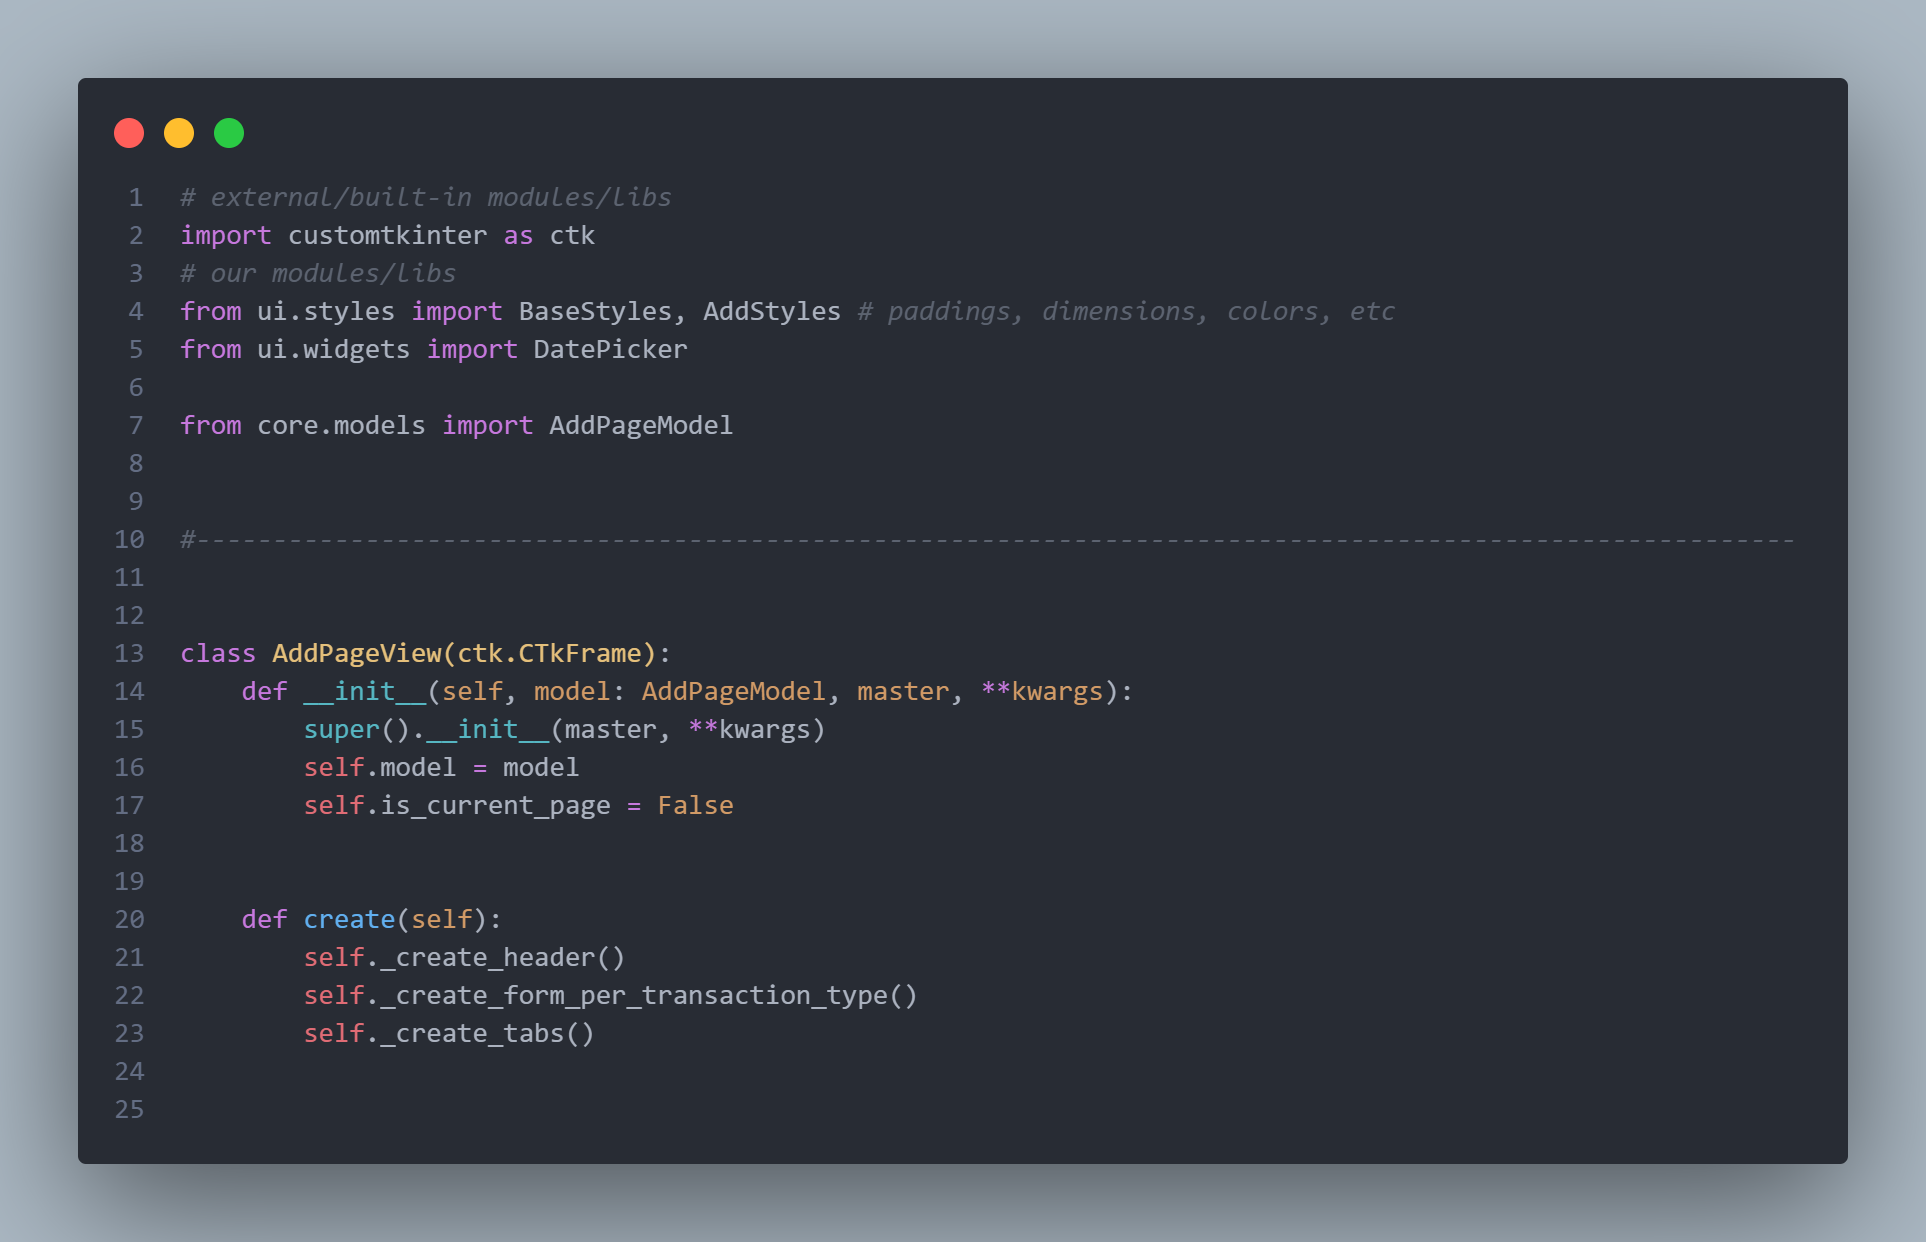 1 # external/built-in modules/libs
2 import customtkinter as ctk
3 # our modules/libs
4 from ui.styles import BaseStyles, AddStyles # paddings, dimensions, colors, etc
5 from ui.widgets import DatePicker
6
7 from core.models import AddPageModel
8
9
10 #--------------------------------------------------------------------------------------------------------
11
12
13 class AddPageView(ctk.CTkFrame):
14     def __init__(self, model: AddPageModel, master, **kwargs):
15         super().__init__(master, **kwargs)
16         self.model = model
17         self.is_current_page = False
18
19
20     def create(self):
21         self._create_header()
22         self._create_form_per_transaction_type()
23         self._create_tabs()
24
25